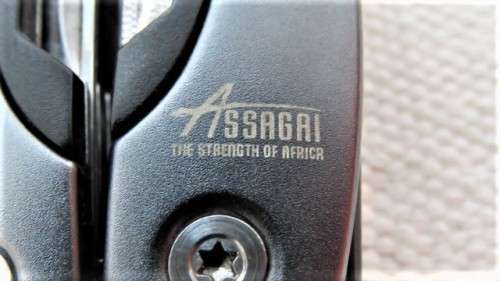 ASSAGAI
THE STRENGTH OF AFRICA